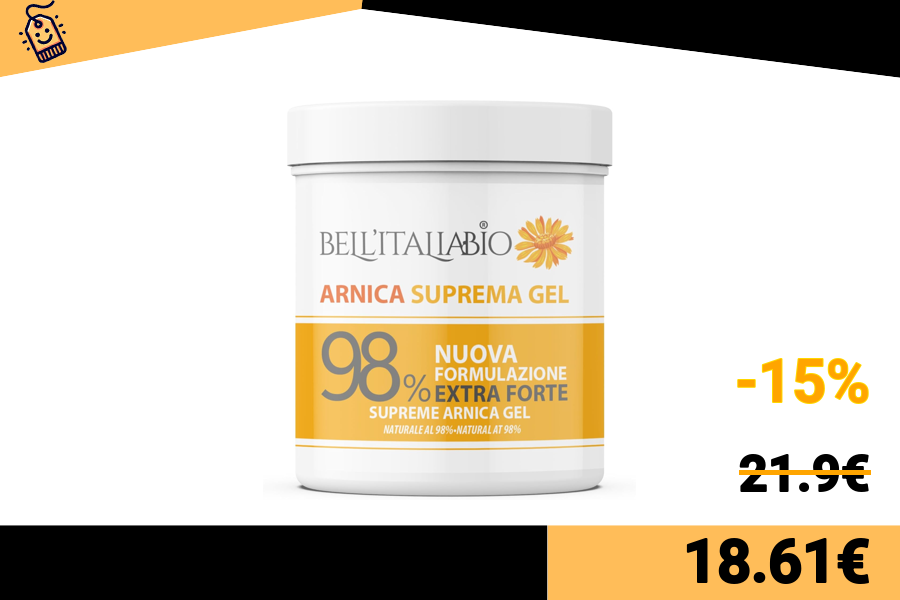 BELL'ITALIABIO®
ARNICA SUPREMA GEL
98%
NUOVA
FORMULAZIONE
EXTRA FORTE
SUPREME ARNICA GEL
NATURALE AL 98%•NATURAL AT 98%
-15%
21.9€
18.61€